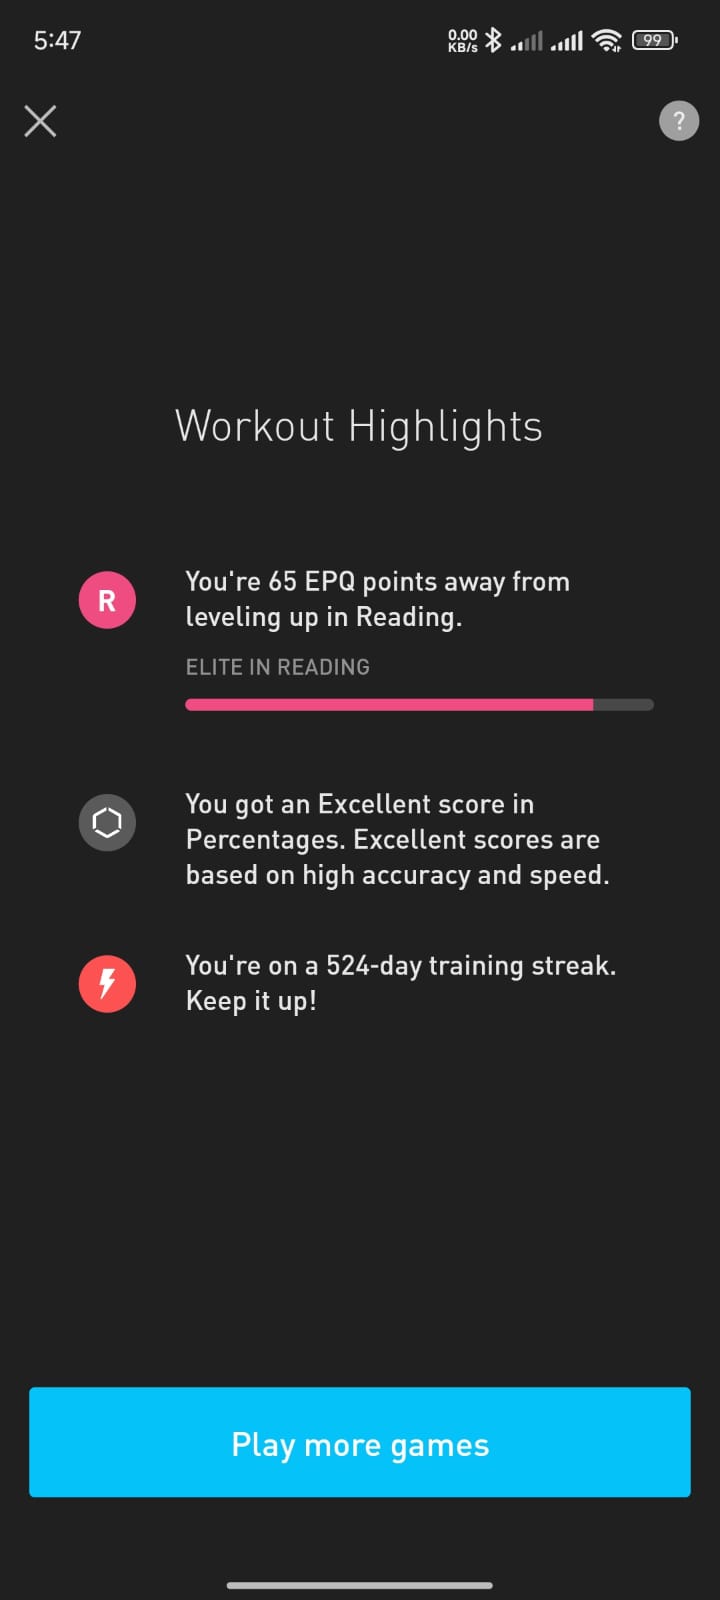 5:47
0.00
KB/s
99
?
Workout Highlights
R
You're 65 EPQ points away from
leveling up in Reading.
ELITE IN READING
You got an Excellent score in
Percentages. Excellent scores are
based on high accuracy and speed.
You're on a 524-day training streak.
Keep it up!
Play more games